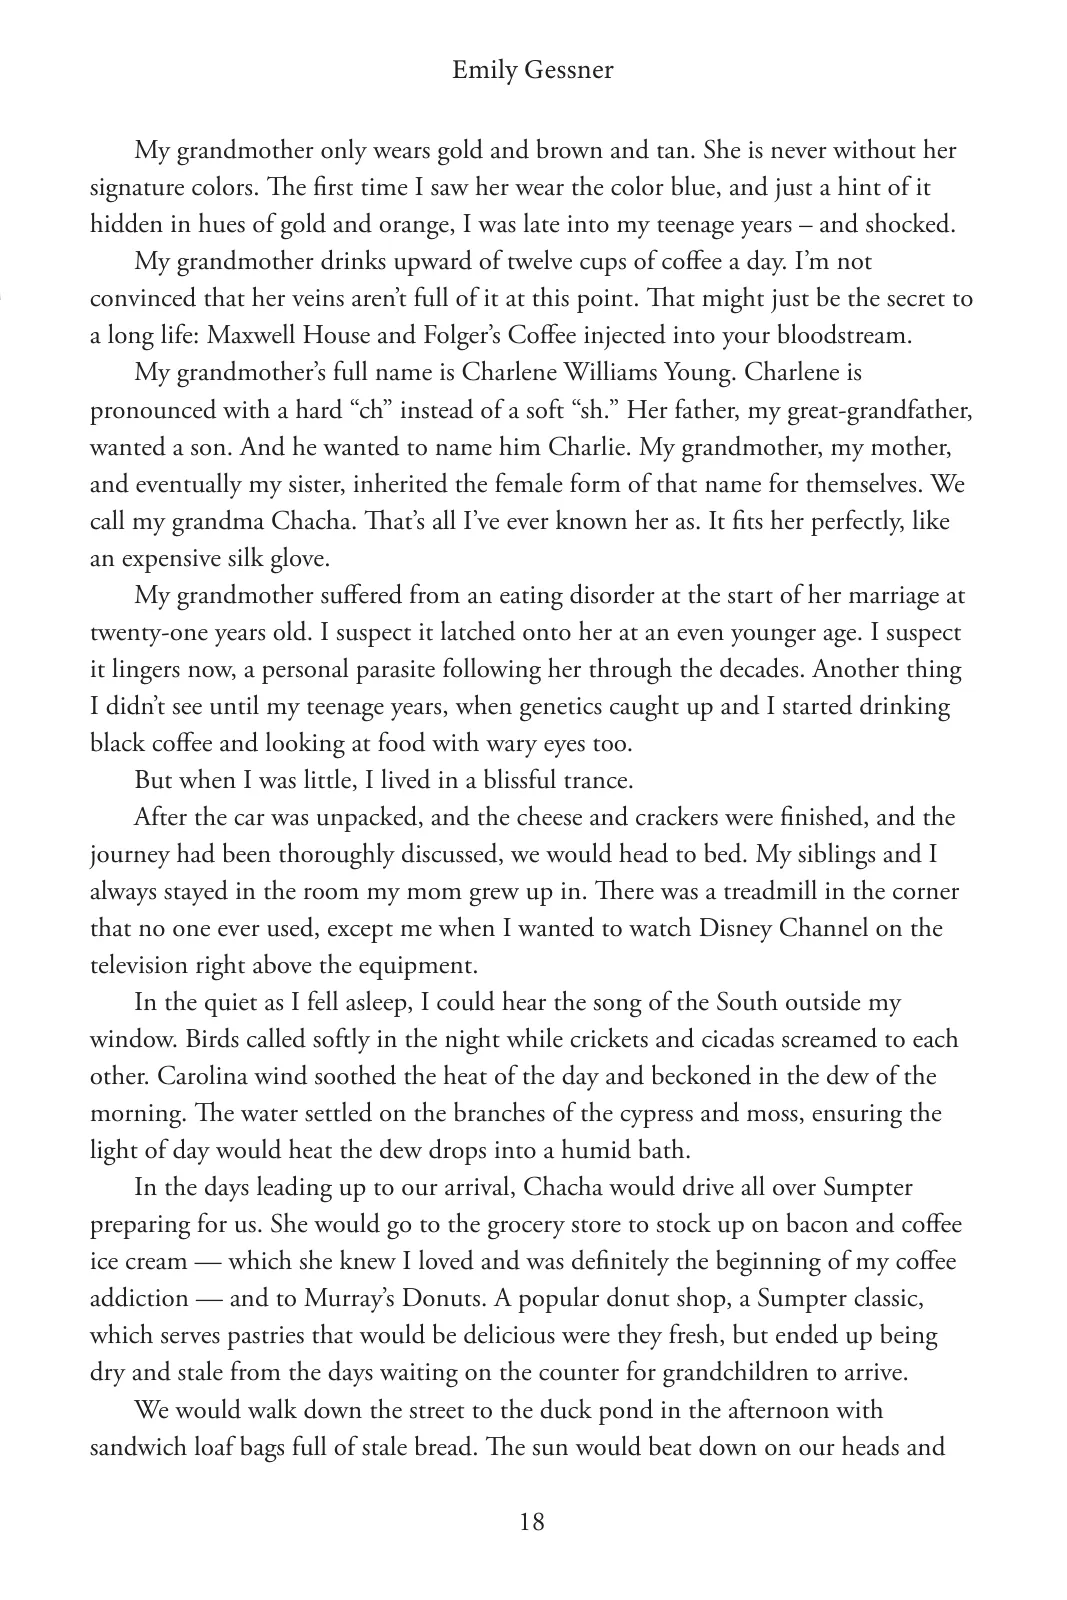 Emily Gessner
My grandmother only wears gold and brown and tan. She is never without her
signature colors. The first time I saw her wear the color blue, and just a hint of it
hidden in hues of gold and orange, I was late into my teenage years – and shocked.
My grandmother drinks upward of twelve cups of coffee a day. I’m not
convinced that her veins aren’t full of it at this point. That might just be the secret to
a long life: Maxwell House and Folger’s Coffee injected into your bloodstream.
My grandmother’s full name is Charlene Williams Young. Charlene is
pronounced with a hard “ch” instead of a soft “sh.” Her father, my great-grandfather,
wanted a son. And he wanted to name him Charlie. My grandmother, my mother,
and eventually my sister, inherited the female form of that name for themselves. We
call my grandma Chacha. That’s all I’ve ever known her as. It fits her perfectly, like
an expensive silk glove.
My grandmother suffered from an eating disorder at the start of her marriage at
twenty-one years old. I suspect it latched onto her at an even younger age. I suspect
it lingers now, a personal parasite following her through the decades. Another thing
I didn’t see until my teenage years, when genetics caught up and I started drinking
black coffee and looking at food with wary eyes too.
But when I was little, I lived in a blissful trance.
After the car was unpacked, and the cheese and crackers were finished, and the
journey had been thoroughly discussed, we would head to bed. My siblings and I
always stayed in the room my mom grew up in. There was a treadmill in the corner
that no one ever used, except me when I wanted to watch Disney Channel on the
television right above the equipment.
In the quiet as I fell asleep, I could hear the song of the South outside my
window. Birds called softly in the night while crickets and cicadas screamed to each
other. Carolina wind soothed the heat of the day and beckoned in the dew of the
morning. The water settled on the branches of the cypress and moss, ensuring the
light of day would heat the dew drops into a humid bath.
In the days leading up to our arrival, Chacha would drive all over Sumpter
preparing for us. She would go to the grocery store to stock up on bacon and coffee
ice cream — which she knew I loved and was definitely the beginning of my coffee
addiction — and to Murray’s Donuts. A popular donut shop, a Sumpter classic,
which serves pastries that would be delicious were they fresh, but ended up being
dry and stale from the days waiting on the counter for grandchildren to arrive.
We would walk down the street to the duck pond in the afternoon with
sandwich loaf bags full of stale bread. The sun would beat down on our heads and
18